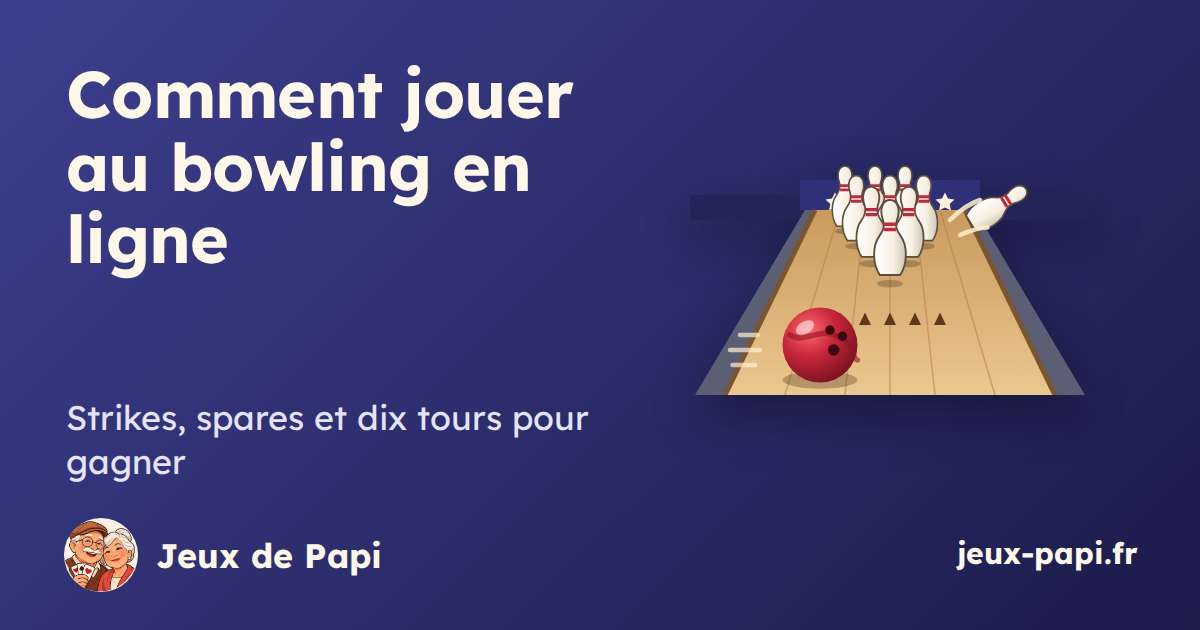 Comment jouer
au bowling en
ligne
Strikes, spares et dix tours pour
gagner
Jeux de Papi
jeux-papi.fr